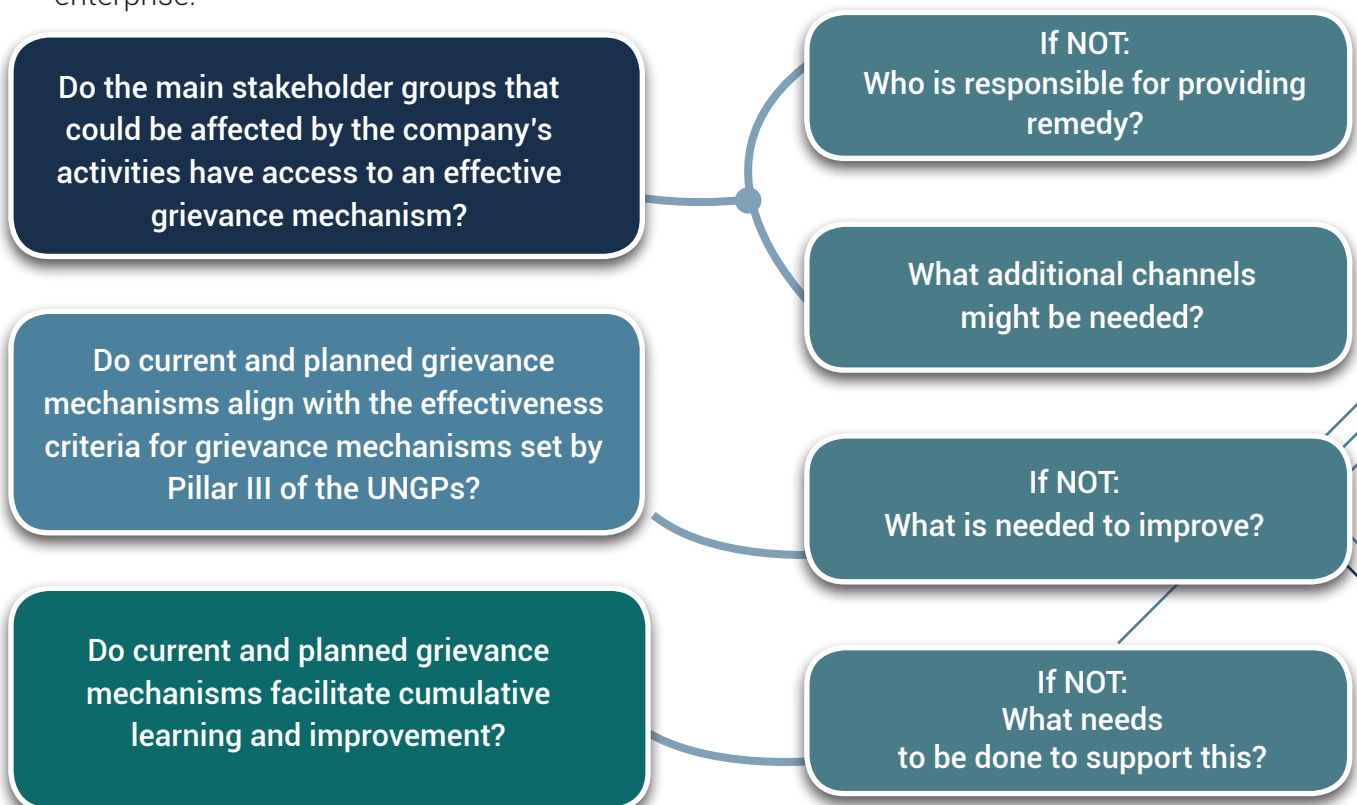 enterprise.
Do the main stakeholder groups that
could be affected by the company's
activities have access to an effective
grievance mechanism?
If NOT:
Who is responsible for providing
remedy?
What additional channels
might be needed?
Do current and planned grievance
mechanisms align with the effectiveness
criteria for grievance mechanisms set by
Pillar III of the UNGPs?
If NOT:
What is needed to improve?
Do current and planned grievance
mechanisms facilitate cumulative
learning and improvement?
If NOT:
What needs
to be done to support this?